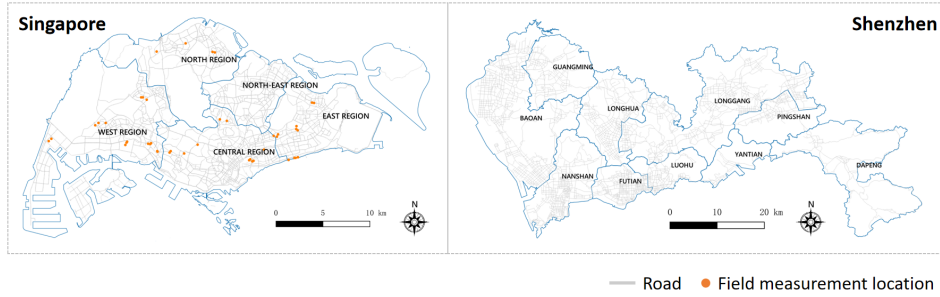 Singapore
NORTH REGION
NORTH-EAST REGION
EAST REGION
WEST REGION
CENTRAL REGION
0 5 10 km
N
Shenzhen
GUANGMING
BAOAN
LONGHUA
LONGGANG
PINGSHAN
NANSHAN
FUTIAN
LUOHU
YANTIAN
DAPENG
0 10 20 km
N
Road
Field measurement location